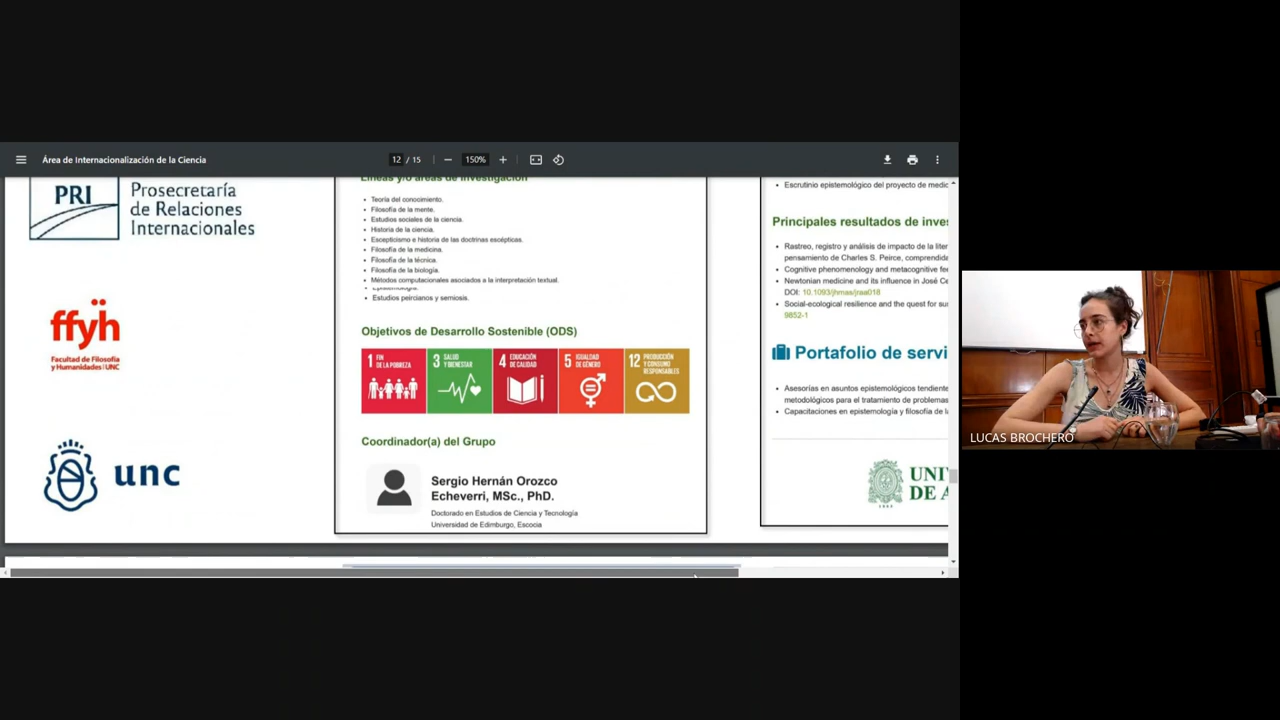 Área de Internacionalización de la Ciencia
12 / 15
150%
PRI
Prosecretaría
de Relaciones
Internacionales
ffyh
Facultad de Filosofía
y Humanidades | UNC
unc
Líneas y/o áreas de investigación
• Teoría del conocimiento.
• Filosofía de la mente.
• Estudios sociales de la ciencia.
• Historia de la ciencia.
• Escepticismo e historia de las doctrinas escépticas.
• Filosofía de la medicina.
• Filosofía de la técnica.
• Filosofía de la biología.
• Métodos computacionales asociados a la interpretación textual.
• Epistemología.
• Estudios peircianos y semiosis.
Objetivos de Desarrollo Sostenible (ODS)
1 FIN DE LA POBREZA
3 SALUD Y BIENESTAR
4 EDUCACIÓN DE CALIDAD
5 IGUALDAD DE GÉNERO
12 PRODUCCIÓN Y CONSUMO RESPONSABLES
Coordinador(a) del Grupo
Sergio Hernán Orozco
Echeverri, MSc., PhD.
Doctorado en Estudios de Ciencia y Tecnología
Universidad de Edimburgo, Escocia
• Escrutinio epistemológico del proyecto de medic
Principales resultados de inves
• Rastreo, registro y análisis de impacto de la liter
pensamiento de Charles S. Peirce, comprendida
• Cognitive phenomenology and metacognitive fee
• Newtonian medicine and its influence in José Ce
DOI: 10.1093/jhmas/jraa018
• Social-ecological resilience and the quest for su
9852-1
Portafolio de servi
• Asesorías en asuntos epistemológicos tendiente
metodológicos para el tratamiento de problemas
• Capacitaciones en epistemología y filosofía de l
UNI
DE A
1803
LUCAS BROCHERO